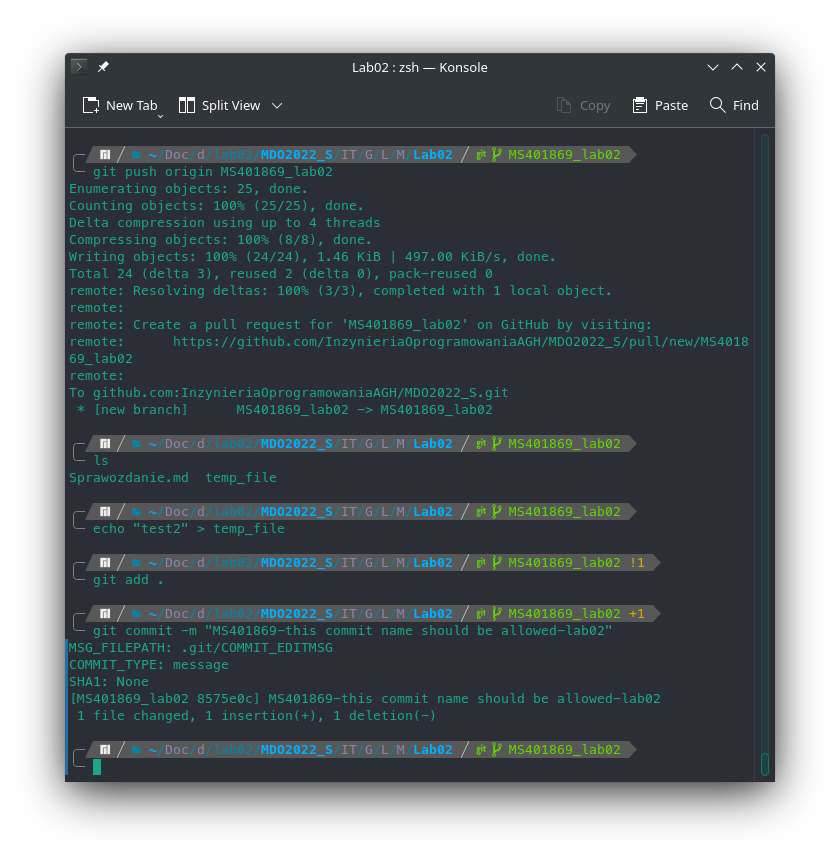 Lab02 : zsh — Konsole
New Tab Split View Copy Paste Find
/ ~/Doc/d/lab02/MDO2022_S/IT/G/L/M/Lab02 / git MS401869_lab02
git push origin MS401869_lab02
Enumerating objects: 25, done.
Counting objects: 100% (25/25), done.
Delta compression using up to 4 threads
Compressing objects: 100% (8/8), done.
Writing objects: 100% (24/24), 1.46 KiB | 497.00 KiB/s, done.
Total 24 (delta 3), reused 2 (delta 0), pack-reused 0
remote: Resolving deltas: 100% (3/3), completed with 1 local object.
remote:
remote: Create a pull request for 'MS401869_lab02' on GitHub by visiting:
remote:      https://github.com/InzynieriaOprogramowaniaAGH/MDO2022_S/pull/new/MS4018
69_lab02
remote:
To github.com:InzynieriaOprogramowaniaAGH/MDO2022_S.git
 * [new branch]      MS401869_lab02 -> MS401869_lab02
/ ~/Doc/d/lab02/MDO2022_S/IT/G/L/M/Lab02 / git MS401869_lab02
ls
Sprawozdanie.md  temp_file
/ ~/Doc/d/lab02/MDO2022_S/IT/G/L/M/Lab02 / git MS401869_lab02
echo "test2" > temp_file
/ ~/Doc/d/lab02/MDO2022_S/IT/G/L/M/Lab02 / git MS401869_lab02 !1
git add .
/ ~/Doc/d/lab02/MDO2022_S/IT/G/L/M/Lab02 / git MS401869_lab02 +1
git commit -m "MS401869-this commit name should be allowed-lab02"
MSG_FILEPATH: .git/COMMIT_EDITMSG
COMMIT_TYPE: message
SHA1: None
[MS401869_lab02 8575e0c] MS401869-this commit name should be allowed-lab02
 1 file changed, 1 insertion(+), 1 deletion(-)
/ ~/Doc/d/lab02/MDO2022_S/IT/G/L/M/Lab02 / git MS401869_lab02